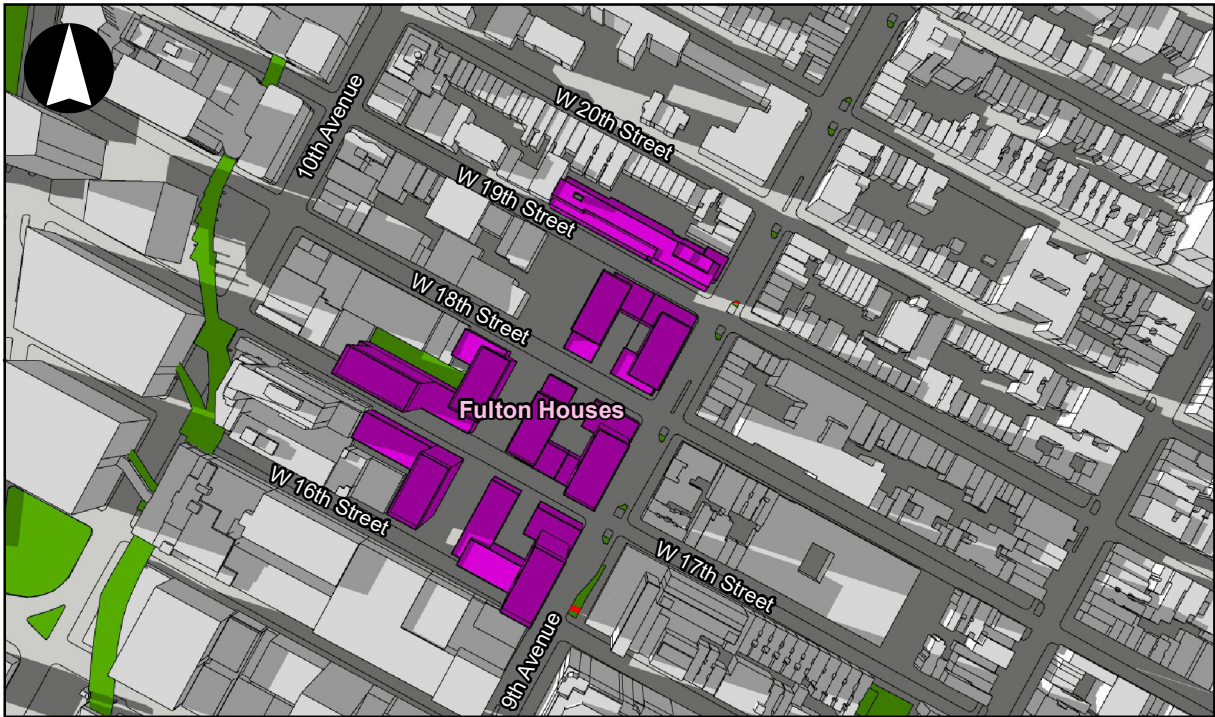 10th Avenue
W 20th Street
W 19th Street
W 18th Street
Fulton Houses
W 16th Street
W 17th Street
9th Avenue